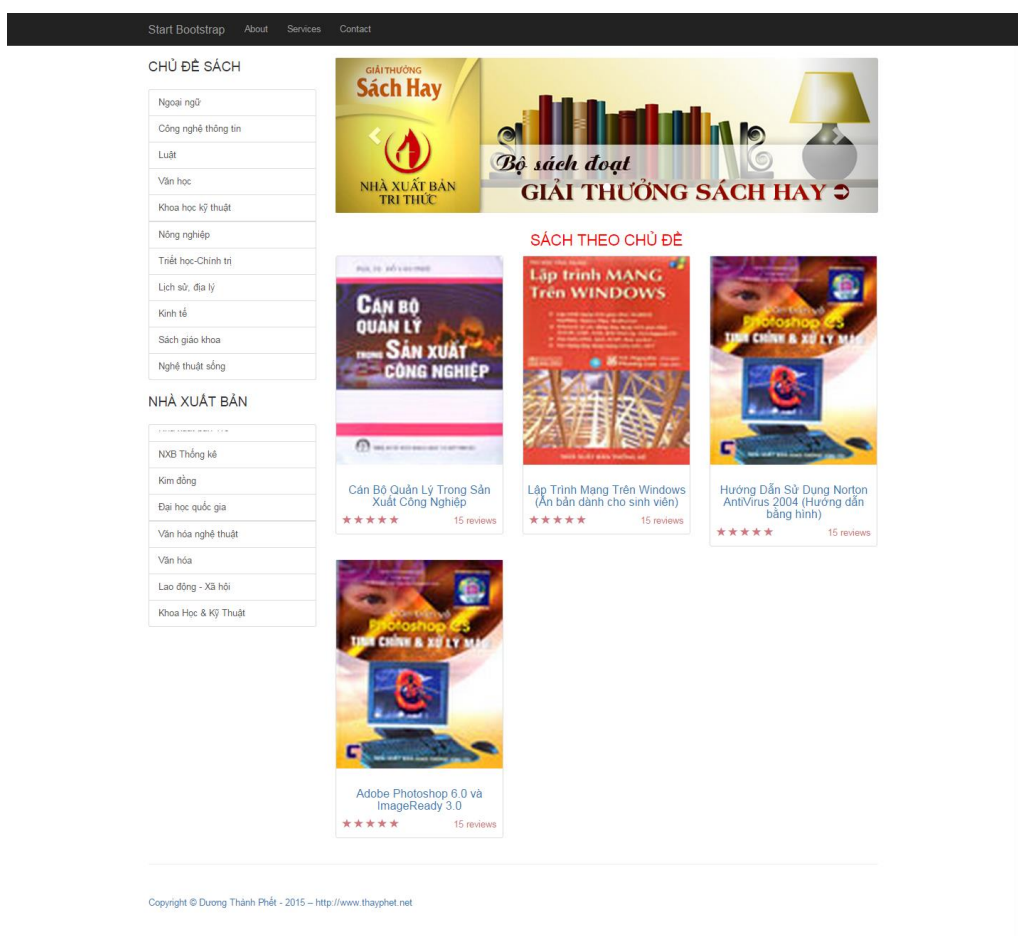 Start Bootstrap About Services Contact
CHỦ ĐỀ SÁCH
Ngoại ngữ
Công nghệ thông tin
Luật
Văn học
Khoa học kỹ thuật
Nông nghiệp
Triết học-Chính trị
Lịch sử, địa lý
Kinh tế
Sách giáo khoa
Nghệ thuật sống
NHÀ XUẤT BẢN
NXB Thống kê
Kim đồng
Đại học quốc gia
Văn hóa nghệ thuật
Văn hóa
Lao động - Xã hội
Khoa Học & Kỹ Thuật
GIẢI THƯỞNG
Sách Hay
NHÀ XUẤT BẢN
TRI THỨC
Bộ sách đoạt
GIẢI THƯỞNG SÁCH HAY
SÁCH THEO CHỦ ĐỀ
CÁN BỘ
QUẢN LÝ
TRONG SẢN XUẤT
CÔNG NGHIỆP
Cán Bộ Quản Lý Trong Sản
Xuất Công Nghiệp
15 reviews
Lập trình MẠNG
Trên WINDOWS
Lập Trình Mạng Trên Windows
(Ấn bản dành cho sinh viên)
15 reviews
Căn bản về
Photoshop CS
TINH CHỈNH & XỬ LÝ MÀU
Hướng Dẫn Sử Dụng Norton
AntiVirus 2004 (Hướng dẫn
bằng hình)
15 reviews
Căn bản về
Photoshop CS
TINH CHỈNH & XỬ LÝ MÀU
Adobe Photoshop 6.0 và
ImageReady 3.0
15 reviews
Copyright © Dương Thành Phết - 2015 – http://www.thayphet.net